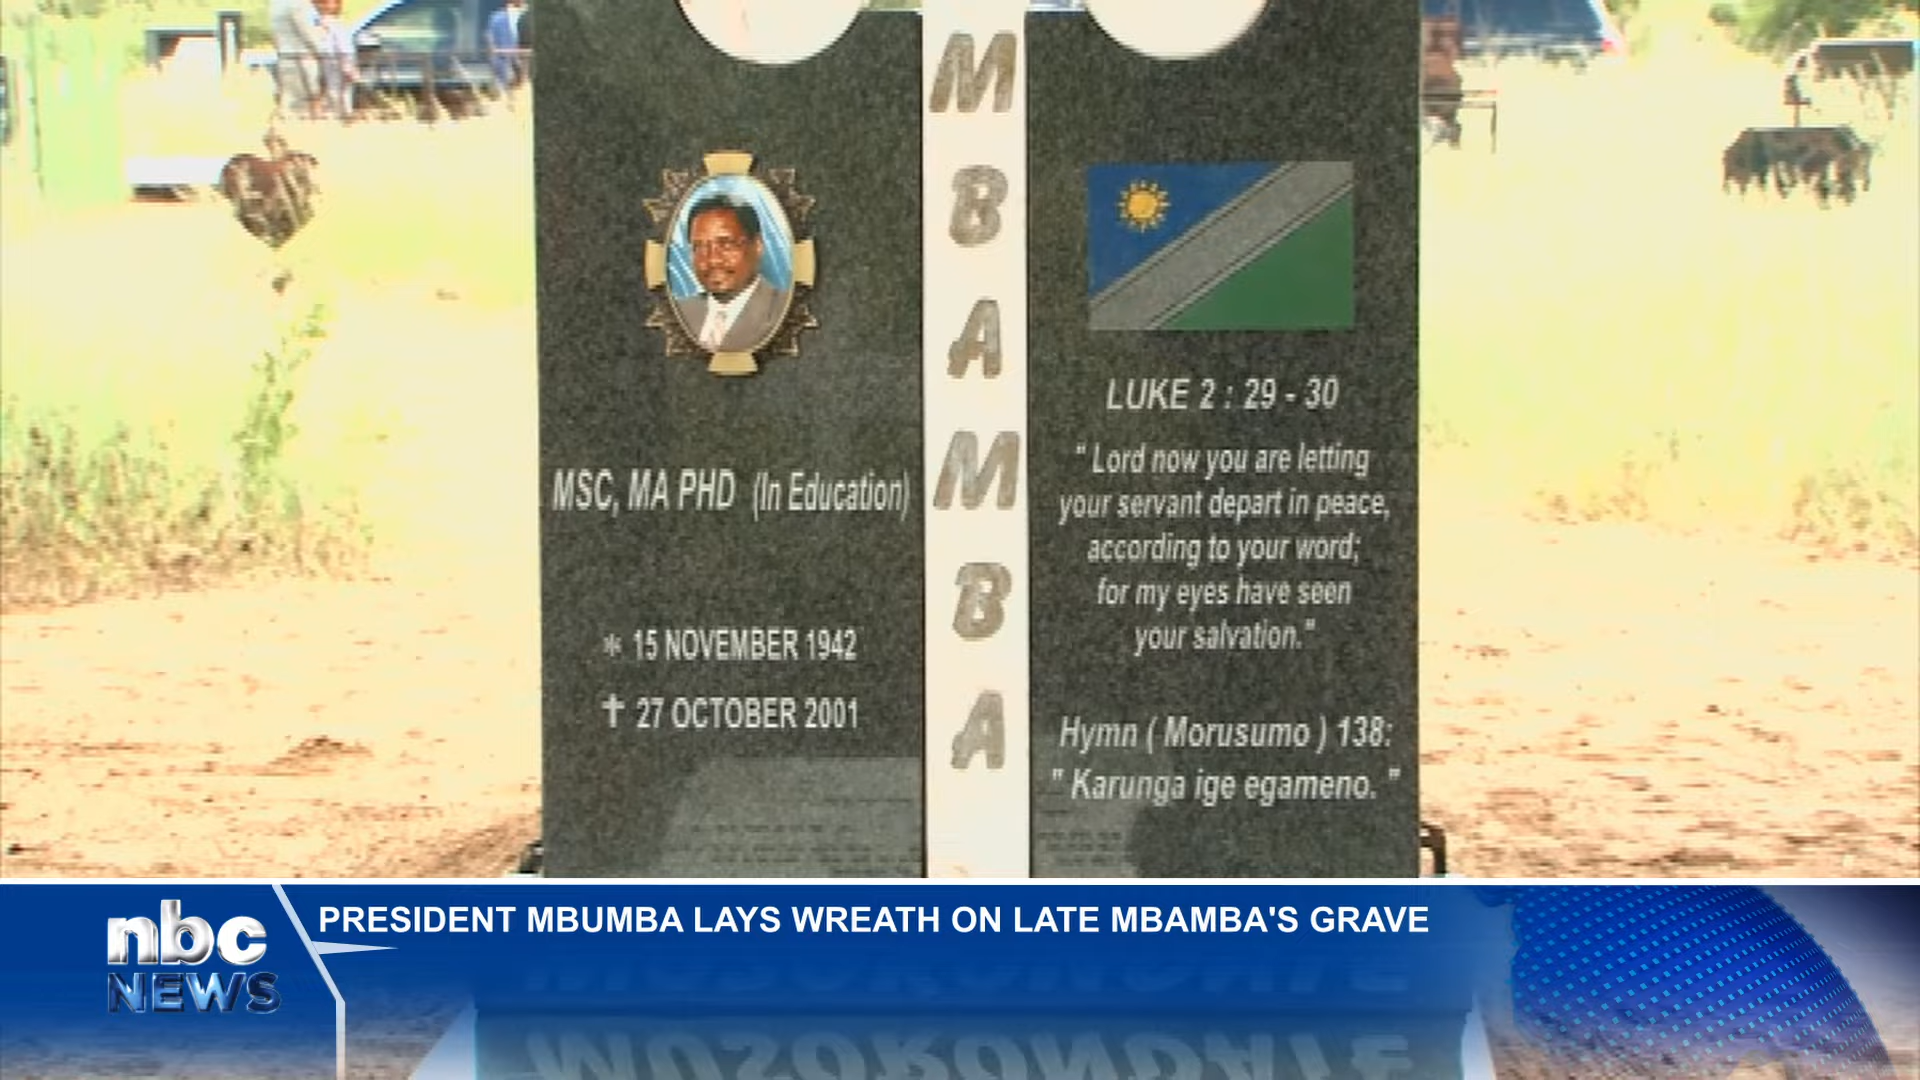 MBAMBA
MSC, MA PHD (In Education)
* 15 NOVEMBER 1942
✝ 27 OCTOBER 2001
LUKE 2 : 29 - 30
" Lord now you are letting
your servant depart in peace,
according to your word;
for my eyes have seen
your salvation."
Hymn ( Morusumo ) 138:
" Karunga ige egameno. "
nbc
NEWS
PRESIDENT MBUMBA LAYS WREATH ON LATE MBAMBA'S GRAVE